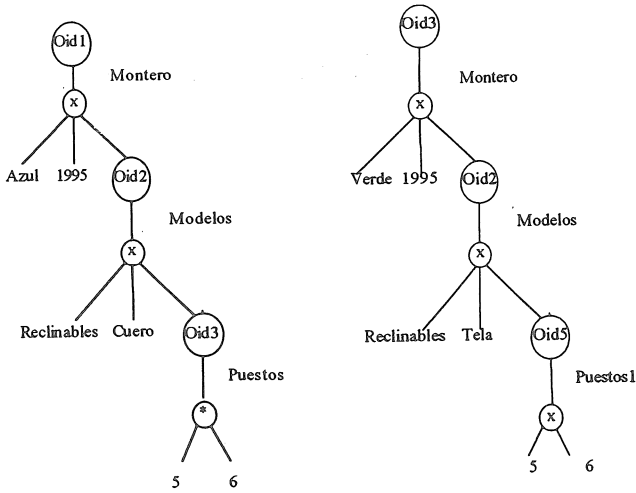 Oid1
Montero
x
Azul 1995 Oid2
Modelos
x
Reclinables Cuero Oid3
Puestos
*
5 6
Oid3
Montero
x
Verde 1995 Oid2
Modelos
x
Reclinables Tela Oid5
Puestos1
x
5 6